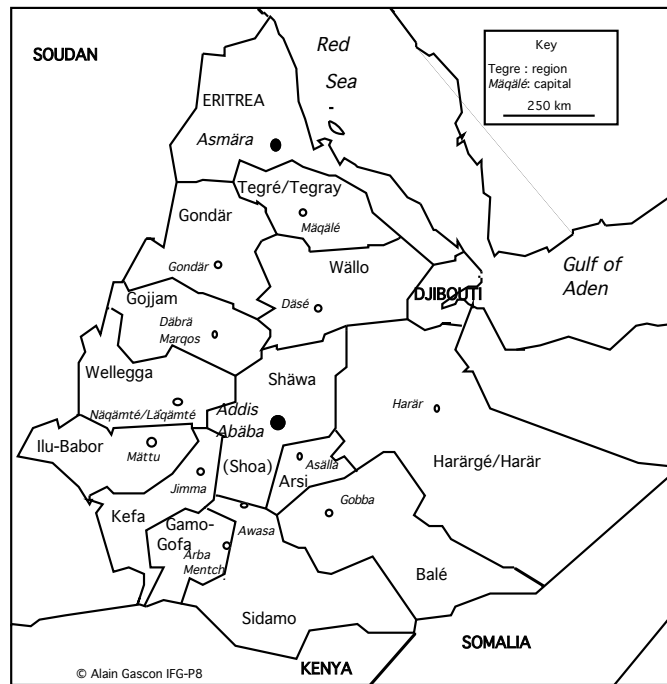 SOUDAN
Red
Sea
Key
Tegre : region
Mäqälé: capital
250 km
ERITREA
Asmära
Tegré/Tegray
Mäqälé
Gondär
Gondär
Wällo
Däsé
DJIBOUTI
Gulf of
Aden
Gojjam
Däbrä
Marqos
Wellegga
Näqämté/Läqämté
Shäwa
Addis
Abäba
(Shoa)
Harär
Harärgé/Harär
Ilu-Babor
Mättu
Jimma
Arsi
Asälla
Gobba
Kefa
Gamo-
Gofa
Arba
Mentch
Awasa
Balé
Sidamo
SOMALIA
KENYA
© Alain Gascon IFG-P8